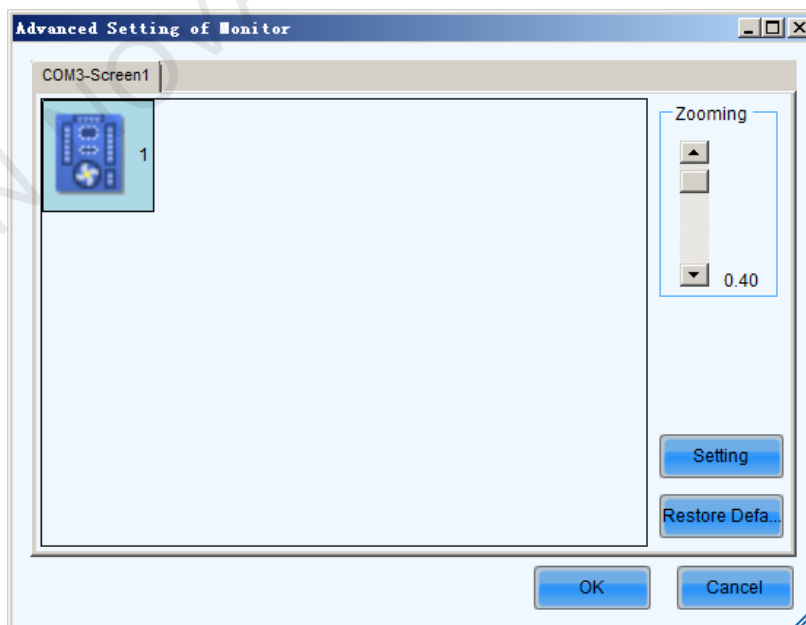 Advanced Setting of Monitor
COM3-Screen1
1
Zooming
0.40
Setting
Restore Defa...
OK
Cancel